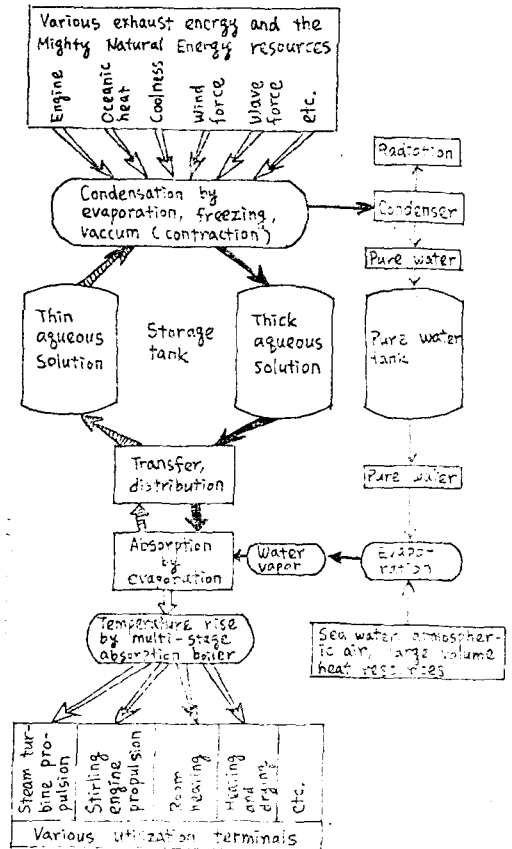 Various exhaust energy and the
Mighty Natural Energy resources
Engine
Oceanic
heat
Coolness
Wind
force
Wave
force
etc.
Condensation by
evaporation, freezing,
vaccum (contraction)
Radiation
Condenser
Pure water
Thin
aqueous
solution
Storage
tank
Thick
aqueous
solution
Pure water
tank
Transfer,
distribution
Pure water
Absorption
by
evaporation
Water
vapor
Evapo-
ration
Temperature rise
by multi-stage
absorption boiler
Sea water, atmospher-
ic air, large volume
heat resources
Steam tur-
bine pro-
pulsion
Stirling
engine
propulsion
Room
heating
Heating
and
drying
etc.
Various utilization terminals